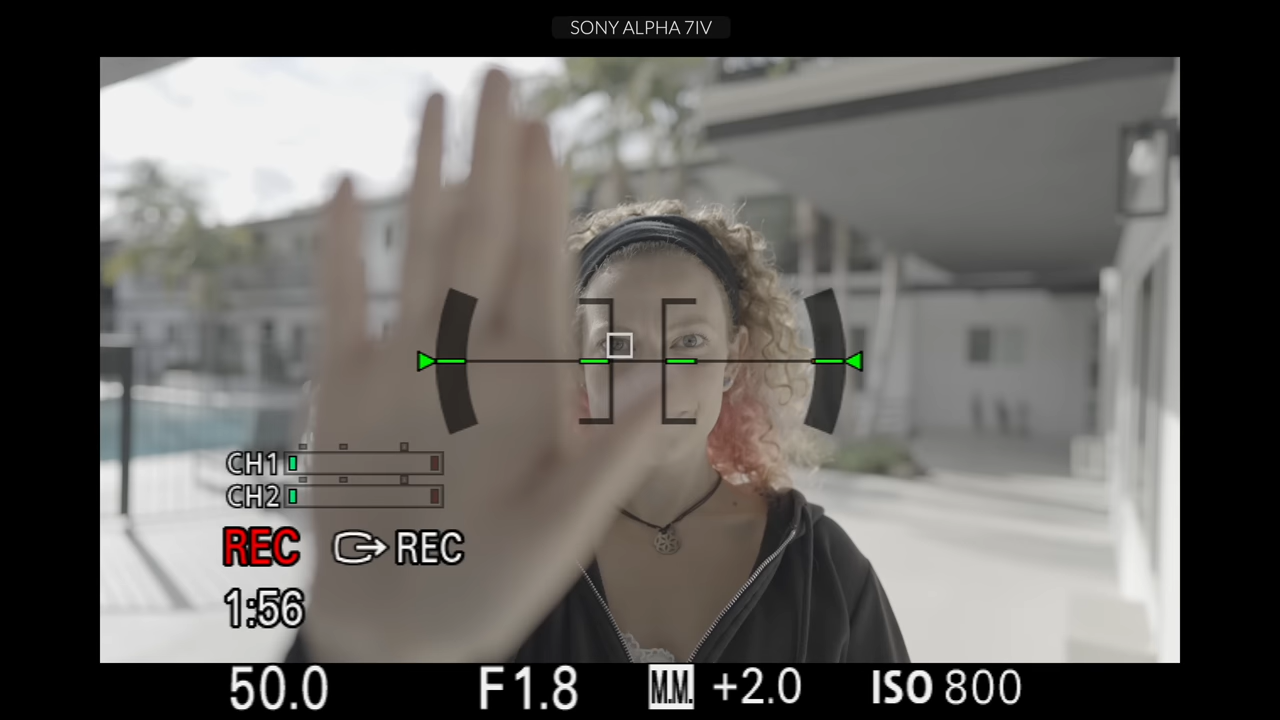 SONY ALPHA 7IV
CH1
CH2
REC REC
1:56
50.0 F1.8 M.M. +2.0 ISO 800